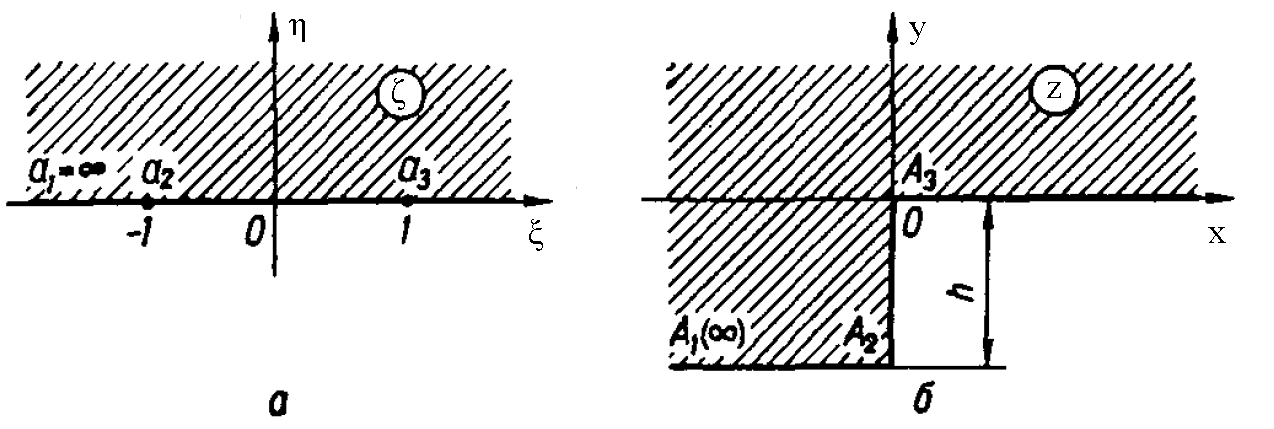 η
ζ
a₁=∞ a₂ a₃
-1 0 1 ξ
а
y
z
A₃
0 x
h
A₁(∞) A₂
б